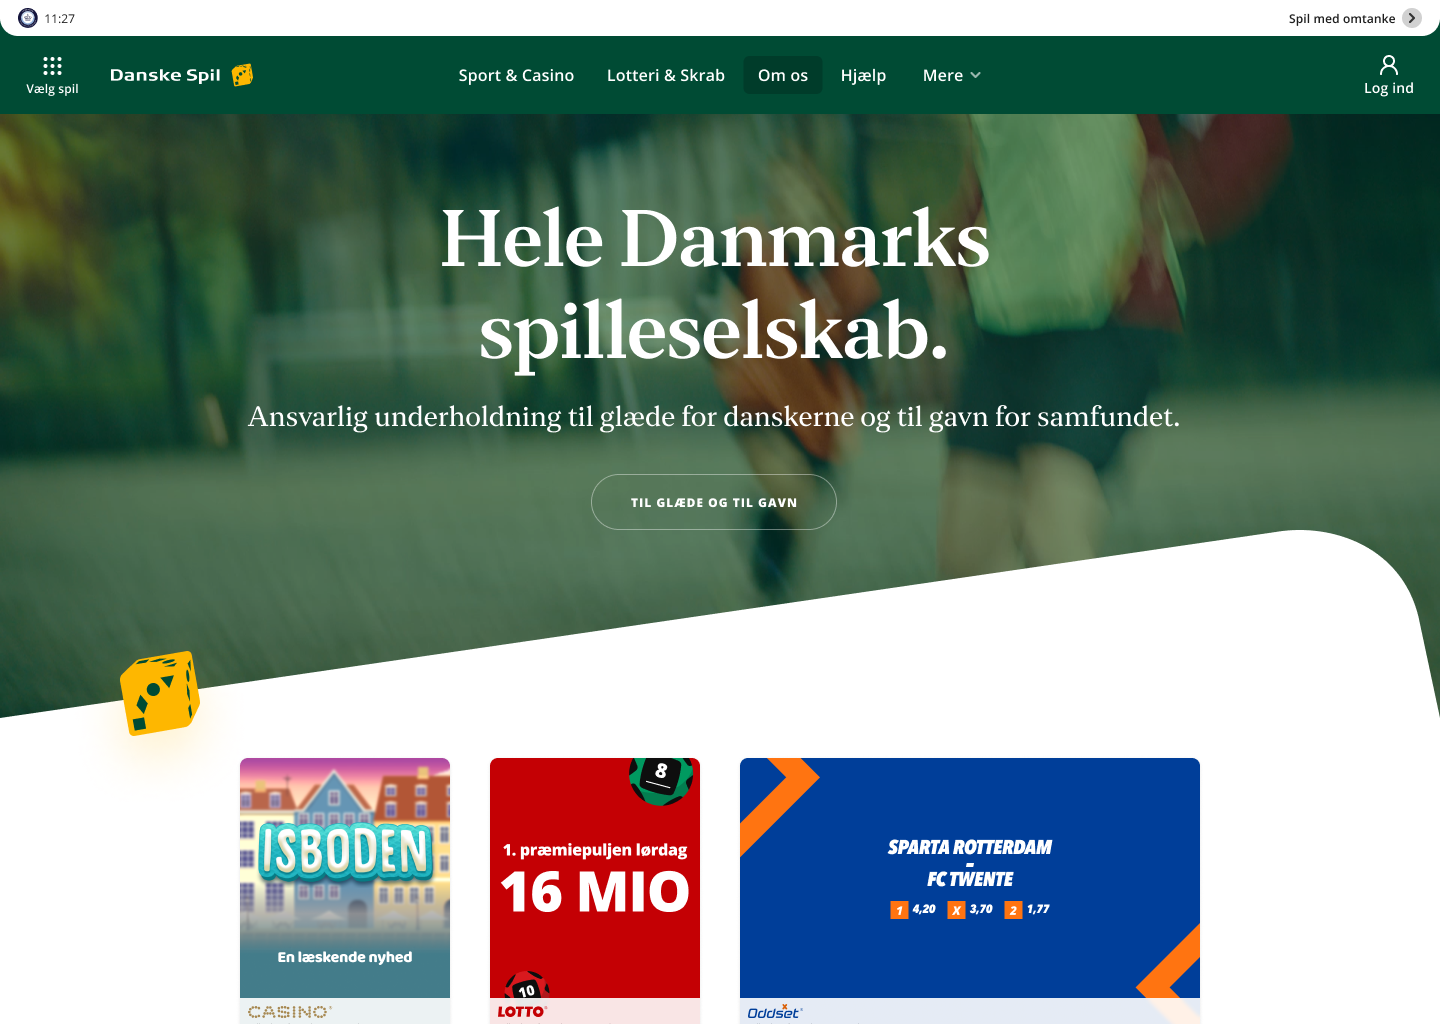 11:27
Spil med omtanke
Vælg spil
Danske Spil
Sport & Casino
Lotteri & Skrab
Om os
Hjælp
Mere
Log ind
Hele Danmarks
spilleselskab.
Ansvarlig underholdning til glæde for danskerne og til gavn for samfundet.
TIL GLÆDE OG TIL GAVN
ISBODEN
En læskende nyhed
CASINO
8
1. præmiepuljen lørdag
16 MIO
10
LOTTO
SPARTA ROTTERDAM
-
FC TWENTE
1 4,20 X 3,70 2 1,77
Oddset